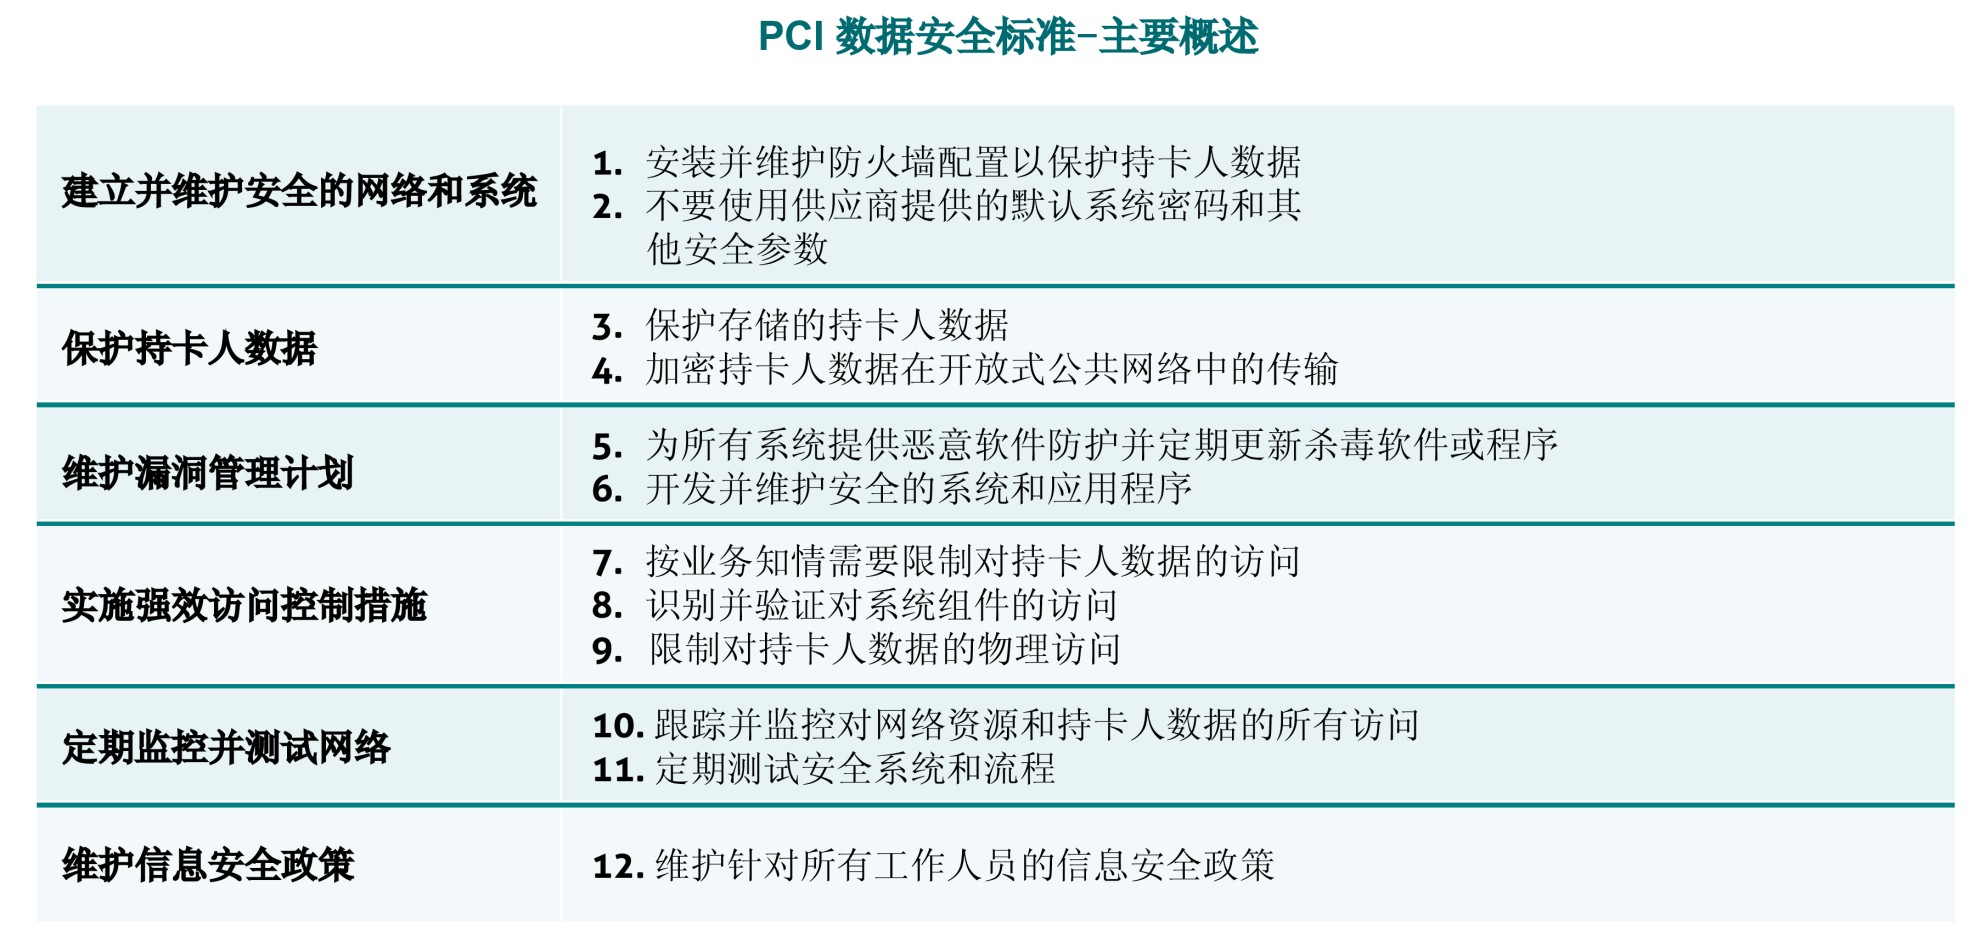 PCI 数据安全标准–主要概述
建立并维护安全的网络和系统
1. 安装并维护防火墙配置以保护持卡人数据
2. 不要使用供应商提供的默认系统密码和其
他安全参数
保护持卡人数据
3. 保护存储的持卡人数据
4. 加密持卡人数据在开放式公共网络中的传输
维护漏洞管理计划
5. 为所有系统提供恶意软件防护并定期更新杀毒软件或程序
6. 开发并维护安全的系统和应用程序
实施强效访问控制措施
7. 按业务知情需要限制对持卡人数据的访问
8. 识别并验证对系统组件的访问
9. 限制对持卡人数据的物理访问
定期监控并测试网络
10. 跟踪并监控对网络资源和持卡人数据的所有访问
11. 定期测试安全系统和流程
维护信息安全政策
12. 维护针对所有工作人员的信息安全政策